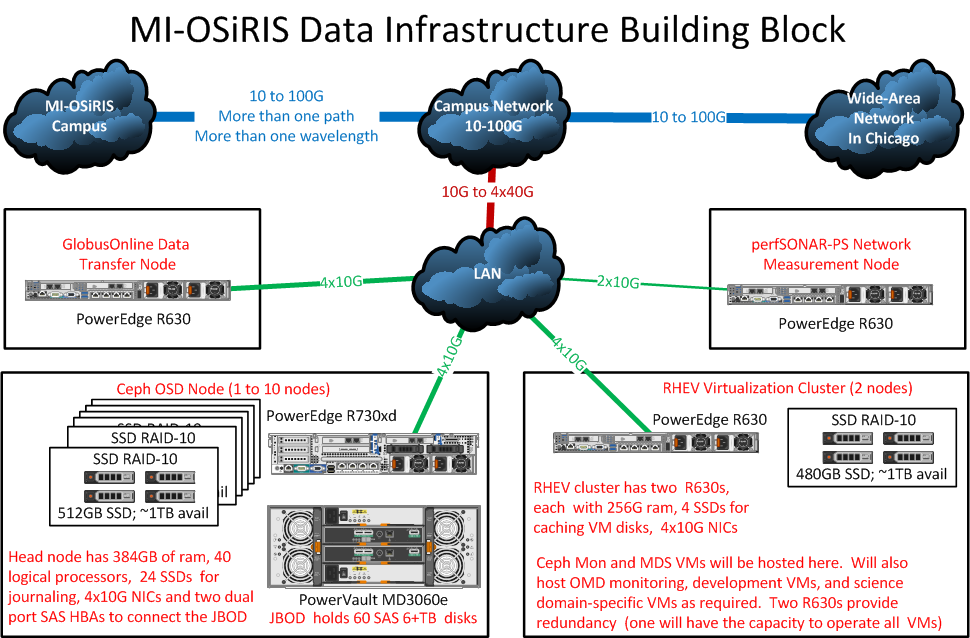 MI-OSiRIS Data Infrastructure Building Block
MI-OSiRIS
Campus
10 to 100G
More than one path
More than one wavelength
Campus Network
10-100G
10 to 100G
Wide-Area
Network
In Chicago
10G to 4x40G
GlobusOnline Data
Transfer Node
PowerEdge R630
4x10G
LAN
2x10G
perfSONAR-PS Network
Measurement Node
PowerEdge R630
4x10G
4x10G
Ceph OSD Node (1 to 10 nodes)
PowerEdge R730xd
SSD RAID-10
SSD RAID-10
512GB SSD; ~1TB avail
Head node has 384GB of ram, 40
logical processors, 24 SSDs for
journaling, 4x10G NICs and two dual
port SAS HBAs to connect the JBOD
PowerVault MD3060e
JBOD holds 60 SAS 6+TB disks
RHEV Virtualization Cluster (2 nodes)
PowerEdge R630
SSD RAID-10
480GB SSD; ~1TB avail
RHEV cluster has two R630s,
each with 256G ram, 4 SSDs for
caching VM disks, 4x10G NICs
Ceph Mon and MDS VMs will be hosted here. Will also
host OMD monitoring, development VMs, and science
domain-specific VMs as required. Two R630s provide
redundancy (one will have the capacity to operate all VMs)